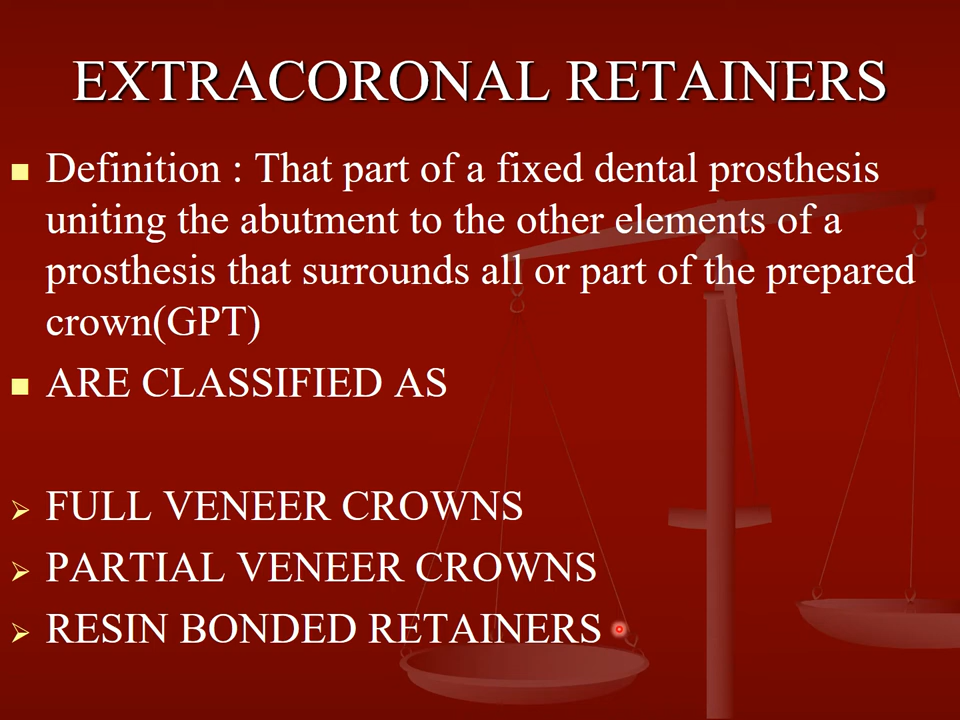 EXTRACORONAL RETAINERS
Definition : That part of a fixed dental prosthesis
uniting the abutment to the other elements of a
prosthesis that surrounds all or part of the prepared
crown(GPT)
ARE CLASSIFIED AS
FULL VENEER CROWNS
PARTIAL VENEER CROWNS
RESIN BONDED RETAINERS